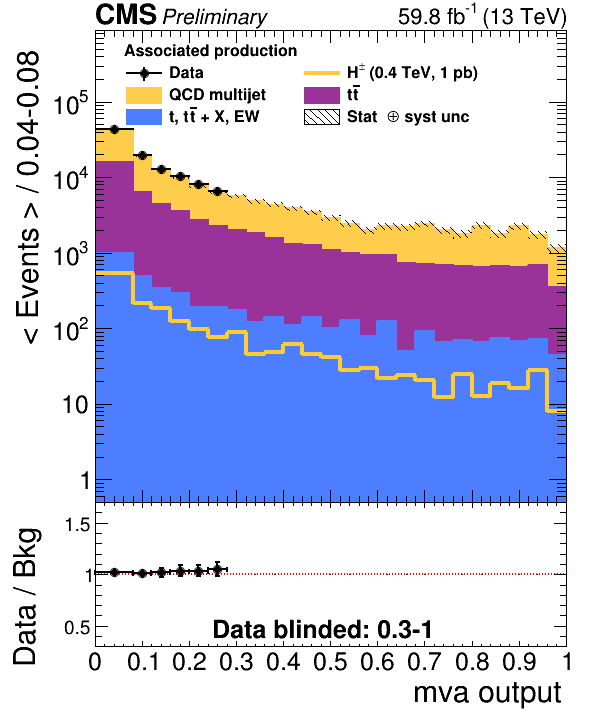 CMS Preliminary 59.8 fb⁻¹ (13 TeV)
Associated production
Data
H± (0.4 TeV, 1 pb)
QCD multijet
tt̄
t, tt̄ + X, EW
Stat ⊕ syst unc
< Events > / 0.04-0.08
10⁵
10⁴
10³
10²
10
1
Data / Bkg
1.5
1
0.5
Data blinded: 0.3-1
0 0.1 0.2 0.3 0.4 0.5 0.6 0.7 0.8 0.9 1
mva output